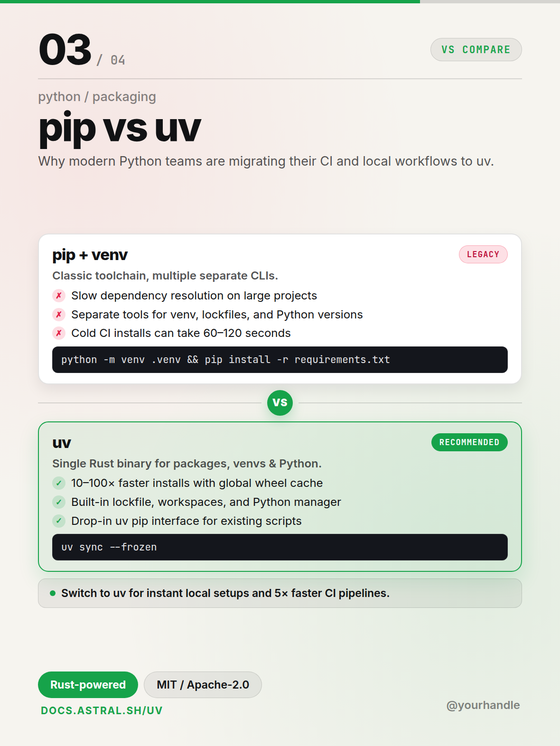 03 / 04
VS COMPARE
python / packaging
pip vs uv
Why modern Python teams are migrating their CI and local workflows to uv.
pip + venv
LEGACY
Classic toolchain, multiple separate CLIs.
✗ Slow dependency resolution on large projects
✗ Separate tools for venv, lockfiles, and Python versions
✗ Cold CI installs can take 60–120 seconds
python -m venv .venv && pip install -r requirements.txt
VS
uv
RECOMMENDED
Single Rust binary for packages, venvs & Python.
✓ 10–100× faster installs with global wheel cache
✓ Built-in lockfile, workspaces, and Python manager
✓ Drop-in uv pip interface for existing scripts
uv sync --frozen
Switch to uv for instant local setups and 5× faster CI pipelines.
Rust-powered
MIT / Apache-2.0
DOCS.ASTRAL.SH/UV
@yourhandle